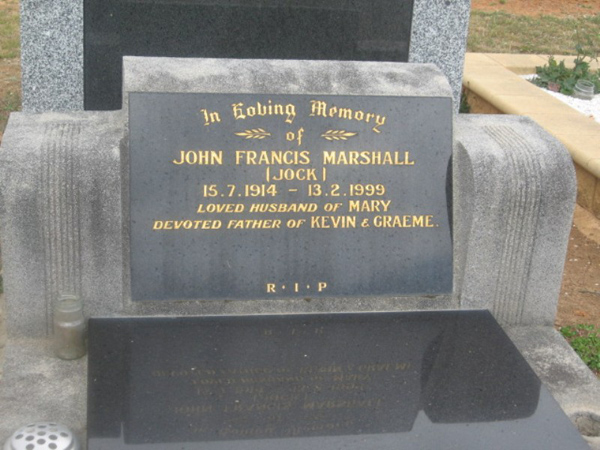 In Loving Memory
of
JOHN FRANCIS MARSHALL
(JOCK)
15.7.1914 - 13.2.1999
LOVED HUSBAND OF MARY
DEVOTED FATHER OF KEVIN & GRAEME.
R · I · P